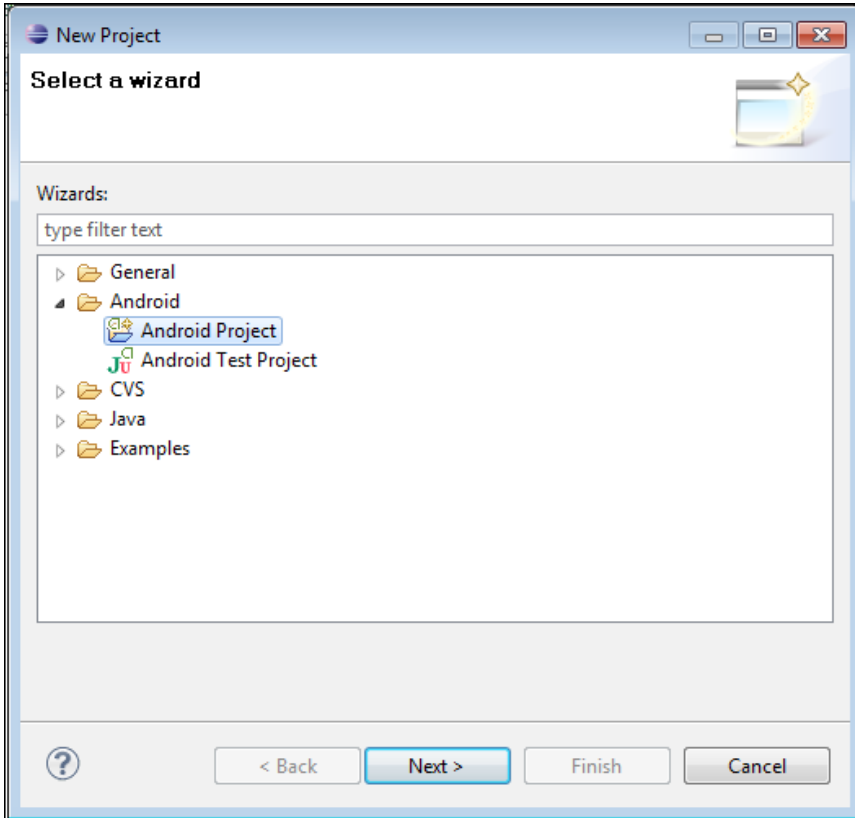 New Project
Select a wizard
Wizards:
type filter text
General
Android
Android Project
Android Test Project
CVS
Java
Examples
< Back Next > Finish Cancel